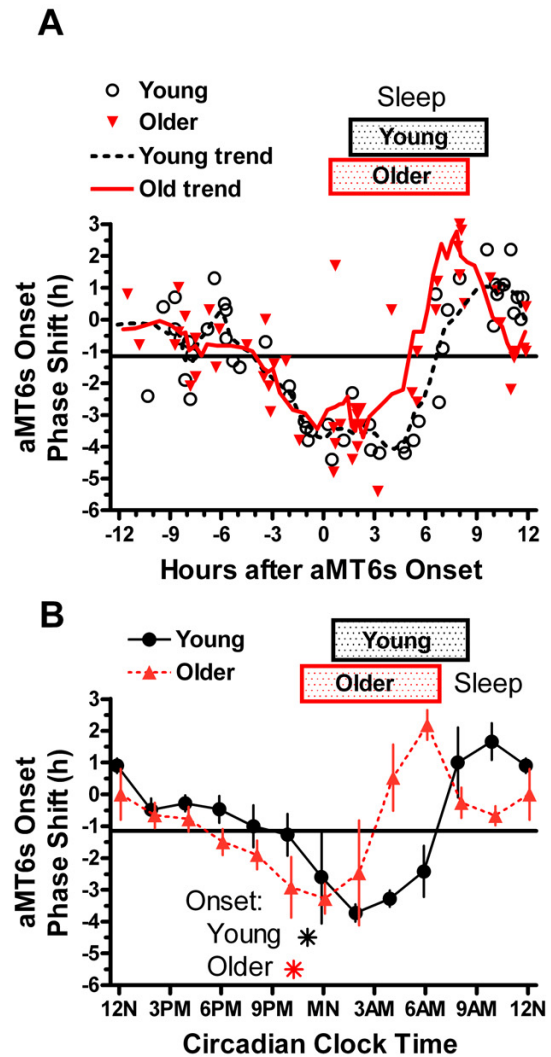 A
Young
Older
Young trend
Old trend
Sleep
Young
Older
3
2
1
0
-1
-2
-3
-4
-5
-6
aMT6s Onset
Phase Shift (h)
-12 -9 -6 -3 0 3 6 9 12
Hours after aMT6s Onset
B
Young
Older
Young
Older
Sleep
3
2
1
0
-1
-2
-3
-4
-5
-6
aMT6s Onset
Phase Shift (h)
Onset:
Young
Older
12N 3PM 6PM 9PM MN 3AM 6AM 9AM 12N
Circadian Clock Time